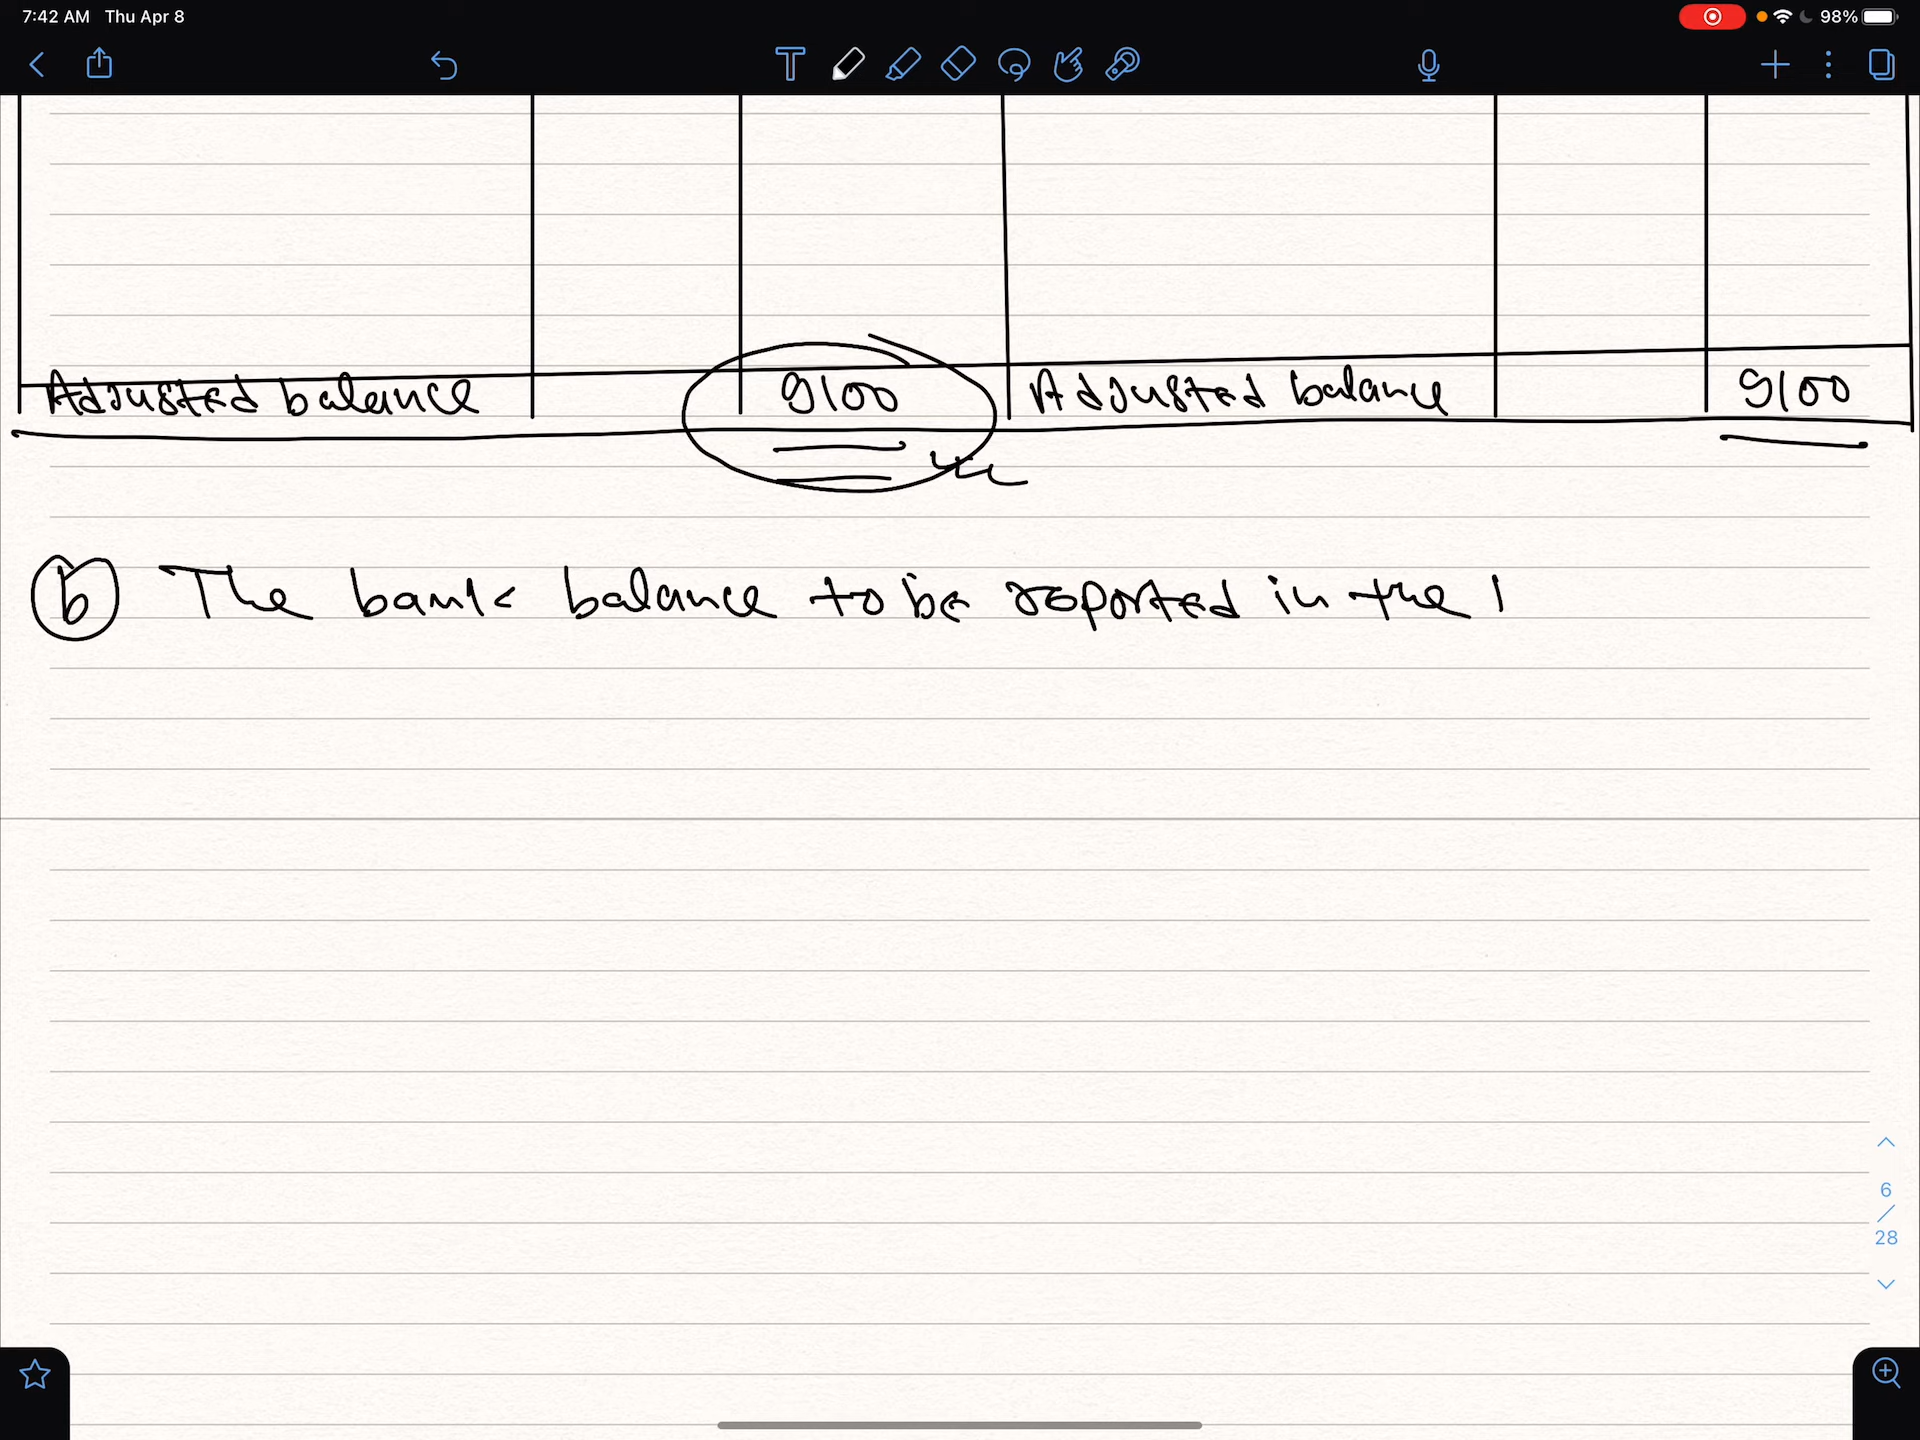 7:42 AM Thu Apr 8
98%
Adjusted balance 9100 Adjusted balance 9100
b The bank balance to be reported in the
6
/
28